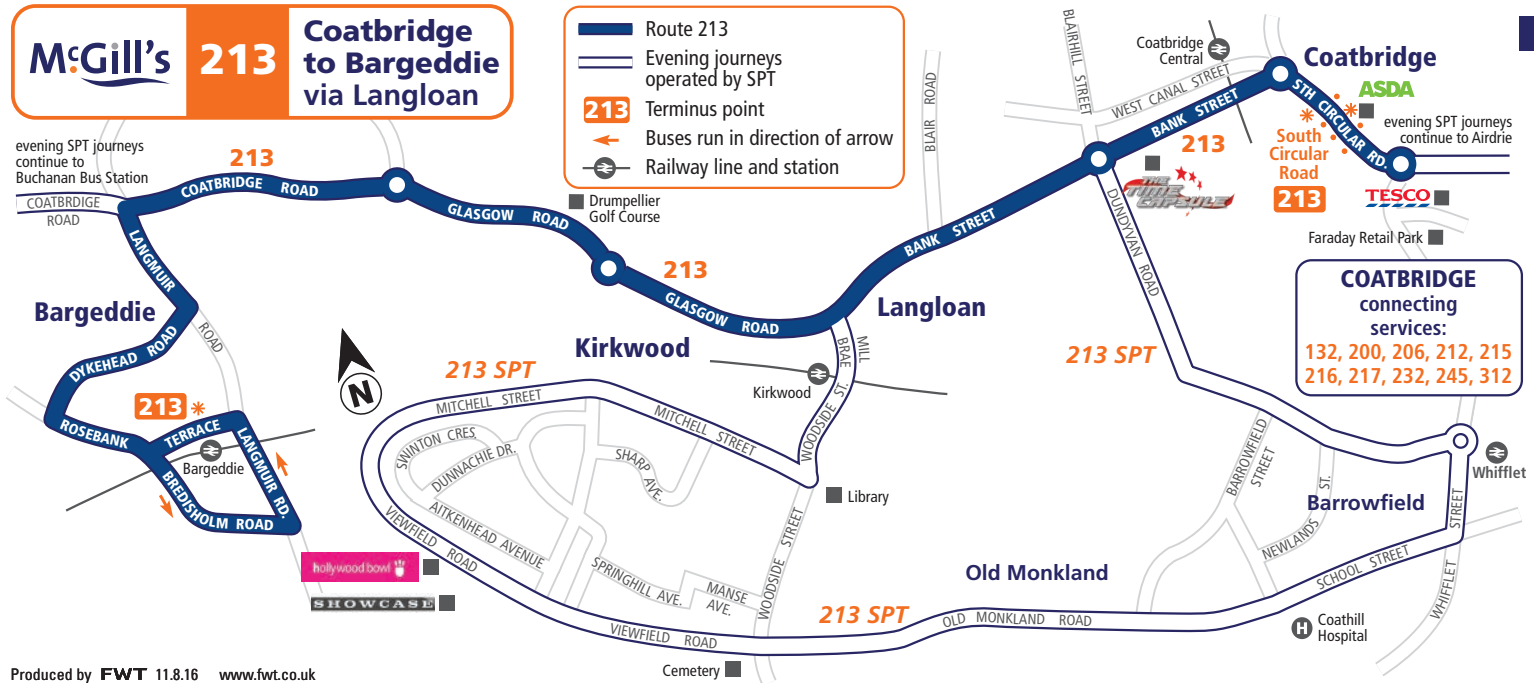 McGill's
213
Coatbridge
to Bargeddie
via Langloan
Route 213
Evening journeys
operated by SPT
213 Terminus point
Buses run in direction of arrow
Railway line and station
evening SPT journeys
continue to
Buchanan Bus Station
COATBRIDGE
ROAD
213
COATBRIDGE ROAD
GLASGOW ROAD
Drumpellier
Golf Course
213
GLASGOW ROAD
BLAIR ROAD
BANK STREET
BLAIRHILL
STREET
WEST CANAL STREET
Coatbridge
Central
BANK STREET
213
THE
TIME
CAPSULE
Coatbridge
ASDA
STH CIRCULAR RD.
South
Circular
Road
213
evening SPT journeys
continue to Airdrie
TESCO
Faraday Retail Park
COATBRIDGE
connecting
services:
132, 200, 206, 212, 215
216, 217, 232, 245, 312
LANGMUIR
ROAD
Bargeddie
DYKEHEAD ROAD
213
ROSEBANK
TERRACE
Bargeddie
LANGMUIR RD.
BREDISHOLM ROAD
hollywood bowl
SHOWCASE
N
Kirkwood
Langloan
213 SPT
MITCHELL STREET
MITCHELL STREET
Kirkwood
MILL
BRAE
WOODSIDE ST.
Library
SWINTON CRES
DUNNACHIE DR.
SHARP
AVE.
AITKENHEAD AVENUE
SPRINGHILL AVE.
MANSE
AVE.
WOODSIDE STREET
VIEWFIELD ROAD
VIEWFIELD ROAD
Cemetery
213 SPT
OLD MONKLAND ROAD
Old Monkland
213 SPT
DUNDYVAN ROAD
BARROWFIELD
STREET
NEWLANDS ST.
Barrowfield
SCHOOL STREET
WHIFFLET
STREET
Whifflet
H
Coathill
Hospital
Produced by FWT 11.8.16 www.fwt.co.uk